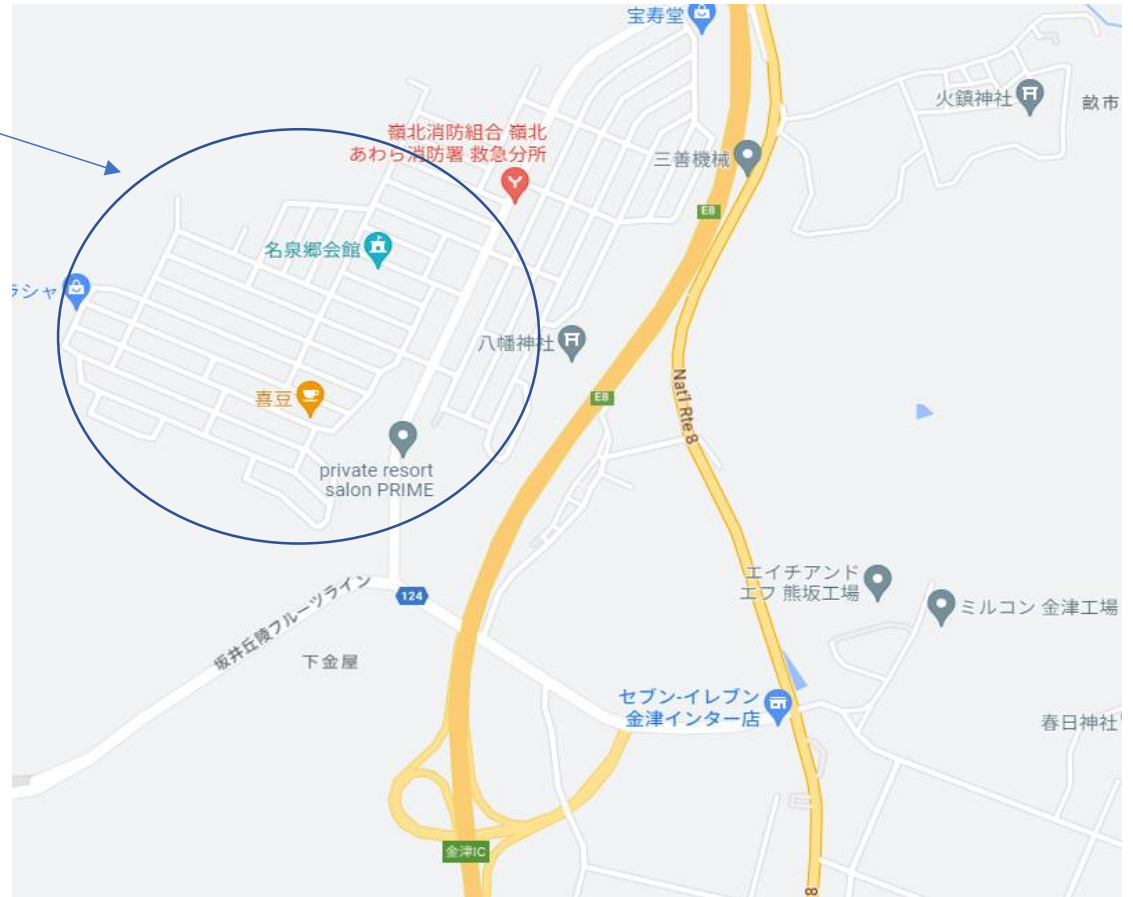 宝寿堂
火鎮神社
畝市
嶺北消防組合 嶺北
あわら消防署 救急分所
三善機械
E8
名泉郷会館
ラシャ
八幡神社
E8
Nat'l Rte 8
喜豆
private resort
salon PRIME
エイチアンド
エフ 熊坂工場
ミルコン 金津工場
124
坂井丘陵フルーツライン
下金屋
セブン-イレブン
金津インター店
春日神社
金津IC
8